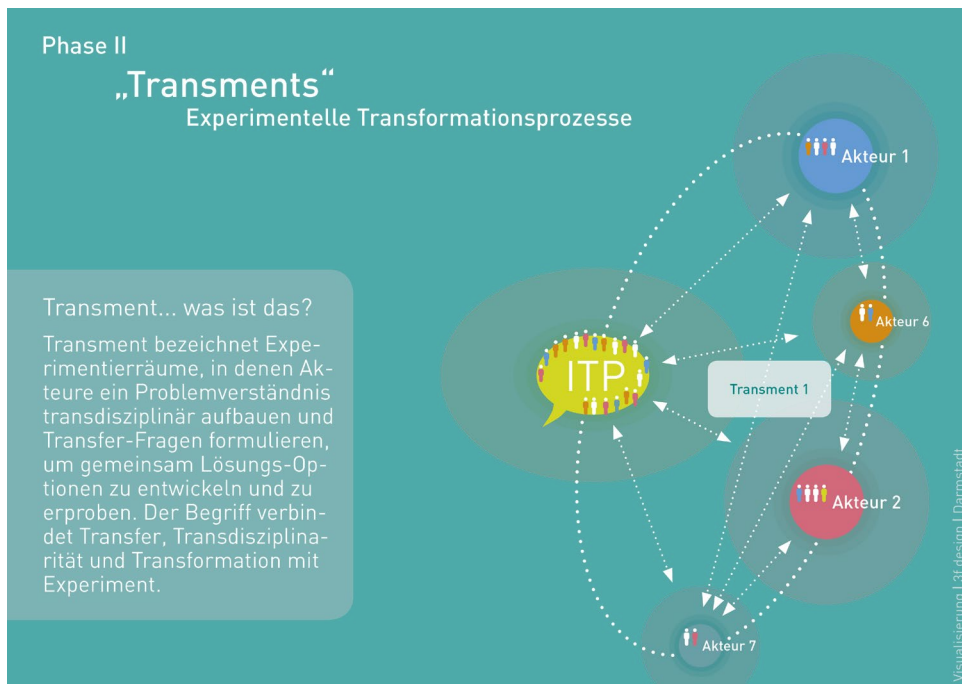 Phase II
„Transments“
Experimentelle Transformationsprozesse
Transment... was ist das?
Transment bezeichnet Expe-
rimentierräume, in denen Ak-
teure ein Problemverständnis
transdisziplinär aufbauen und
Transfer-Fragen formulieren,
um gemeinsam Lösungs-Op-
tionen zu entwickeln und zu
erproben. Der Begriff verbin-
det Transfer, Transdisziplina-
rität und Transformation mit
Experiment.
Akteur 1
Akteur 6
ITP
Transment 1
Akteur 2
Akteur 7
Visualisierung | 3f design | Darmstadt